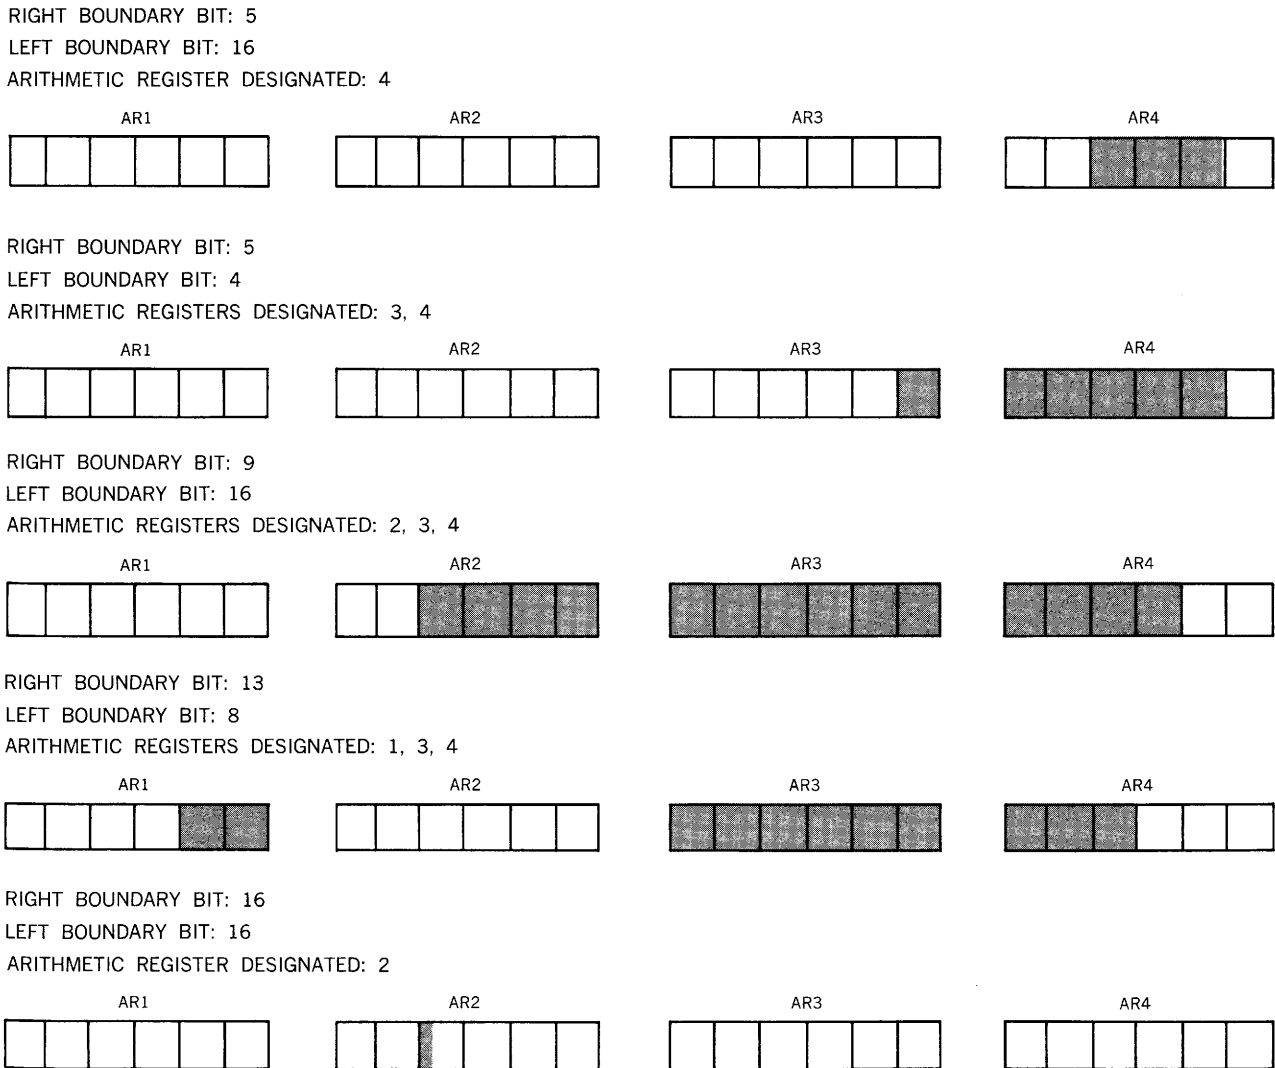 RIGHT BOUNDARY BIT: 5
LEFT BOUNDARY BIT: 16
ARITHMETIC REGISTER DESIGNATED: 4
AR1 AR2 AR3 AR4
RIGHT BOUNDARY BIT: 5
LEFT BOUNDARY BIT: 4
ARITHMETIC REGISTERS DESIGNATED: 3, 4
AR1 AR2 AR3 AR4
RIGHT BOUNDARY BIT: 9
LEFT BOUNDARY BIT: 16
ARITHMETIC REGISTERS DESIGNATED: 2, 3, 4
AR1 AR2 AR3 AR4
RIGHT BOUNDARY BIT: 13
LEFT BOUNDARY BIT: 8
ARITHMETIC REGISTERS DESIGNATED: 1, 3, 4
AR1 AR2 AR3 AR4
RIGHT BOUNDARY BIT: 16
LEFT BOUNDARY BIT: 16
ARITHMETIC REGISTER DESIGNATED: 2
AR1 AR2 AR3 AR4